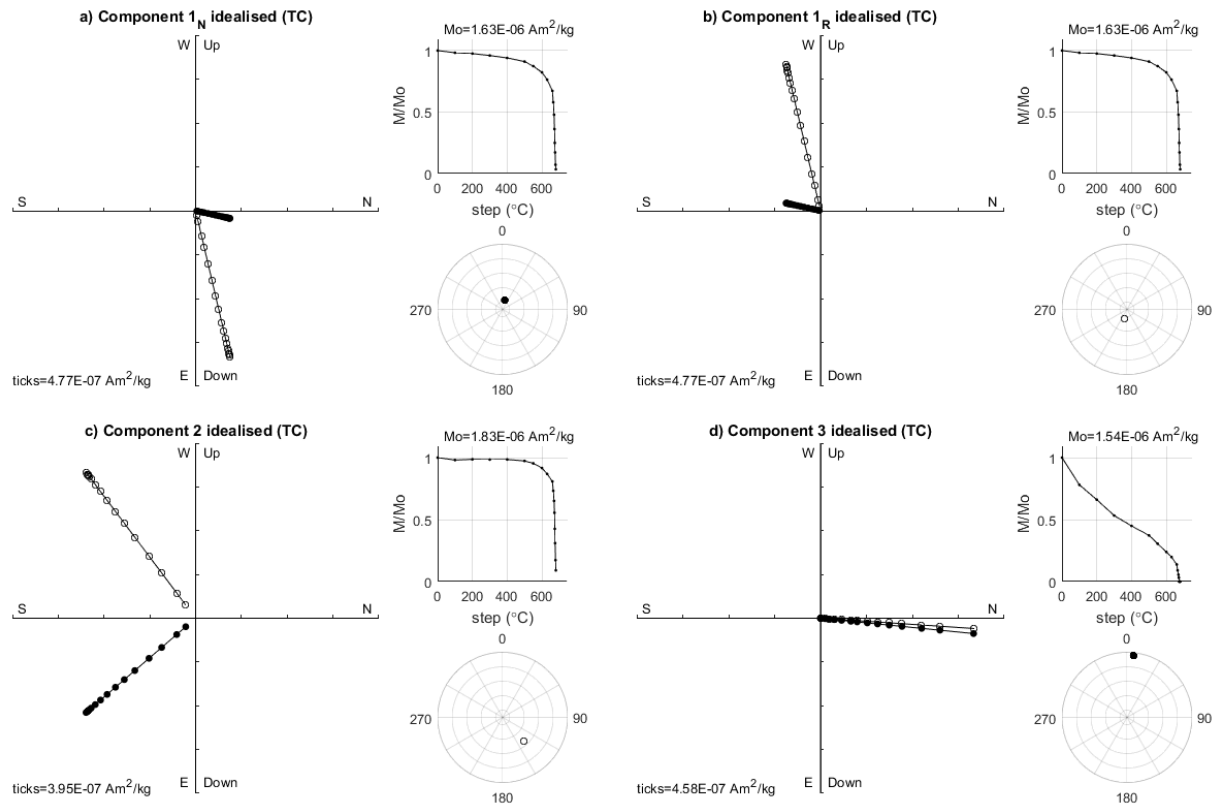 a) Component 1N idealised (TC)
W Up
S
N
E Down
ticks=4.77E-07 Am²/kg
Mo=1.63E-06 Am²/kg
1
0.5
0
M/Mo
0 200 400 600
step (°C)
0
270
90
180
b) Component 1R idealised (TC)
W Up
S
N
E Down
ticks=4.77E-07 Am²/kg
Mo=1.63E-06 Am²/kg
1
0.5
0
M/Mo
0 200 400 600
step (°C)
0
270
90
180
c) Component 2 idealised (TC)
W Up
S
N
E Down
ticks=3.95E-07 Am²/kg
Mo=1.83E-06 Am²/kg
1
0.5
0
M/Mo
0 200 400 600
step (°C)
0
270
90
180
d) Component 3 idealised (TC)
W Up
S
N
E Down
ticks=4.58E-07 Am²/kg
Mo=1.54E-06 Am²/kg
1
0.5
0
M/Mo
0 200 400 600
step (°C)
0
270
90
180